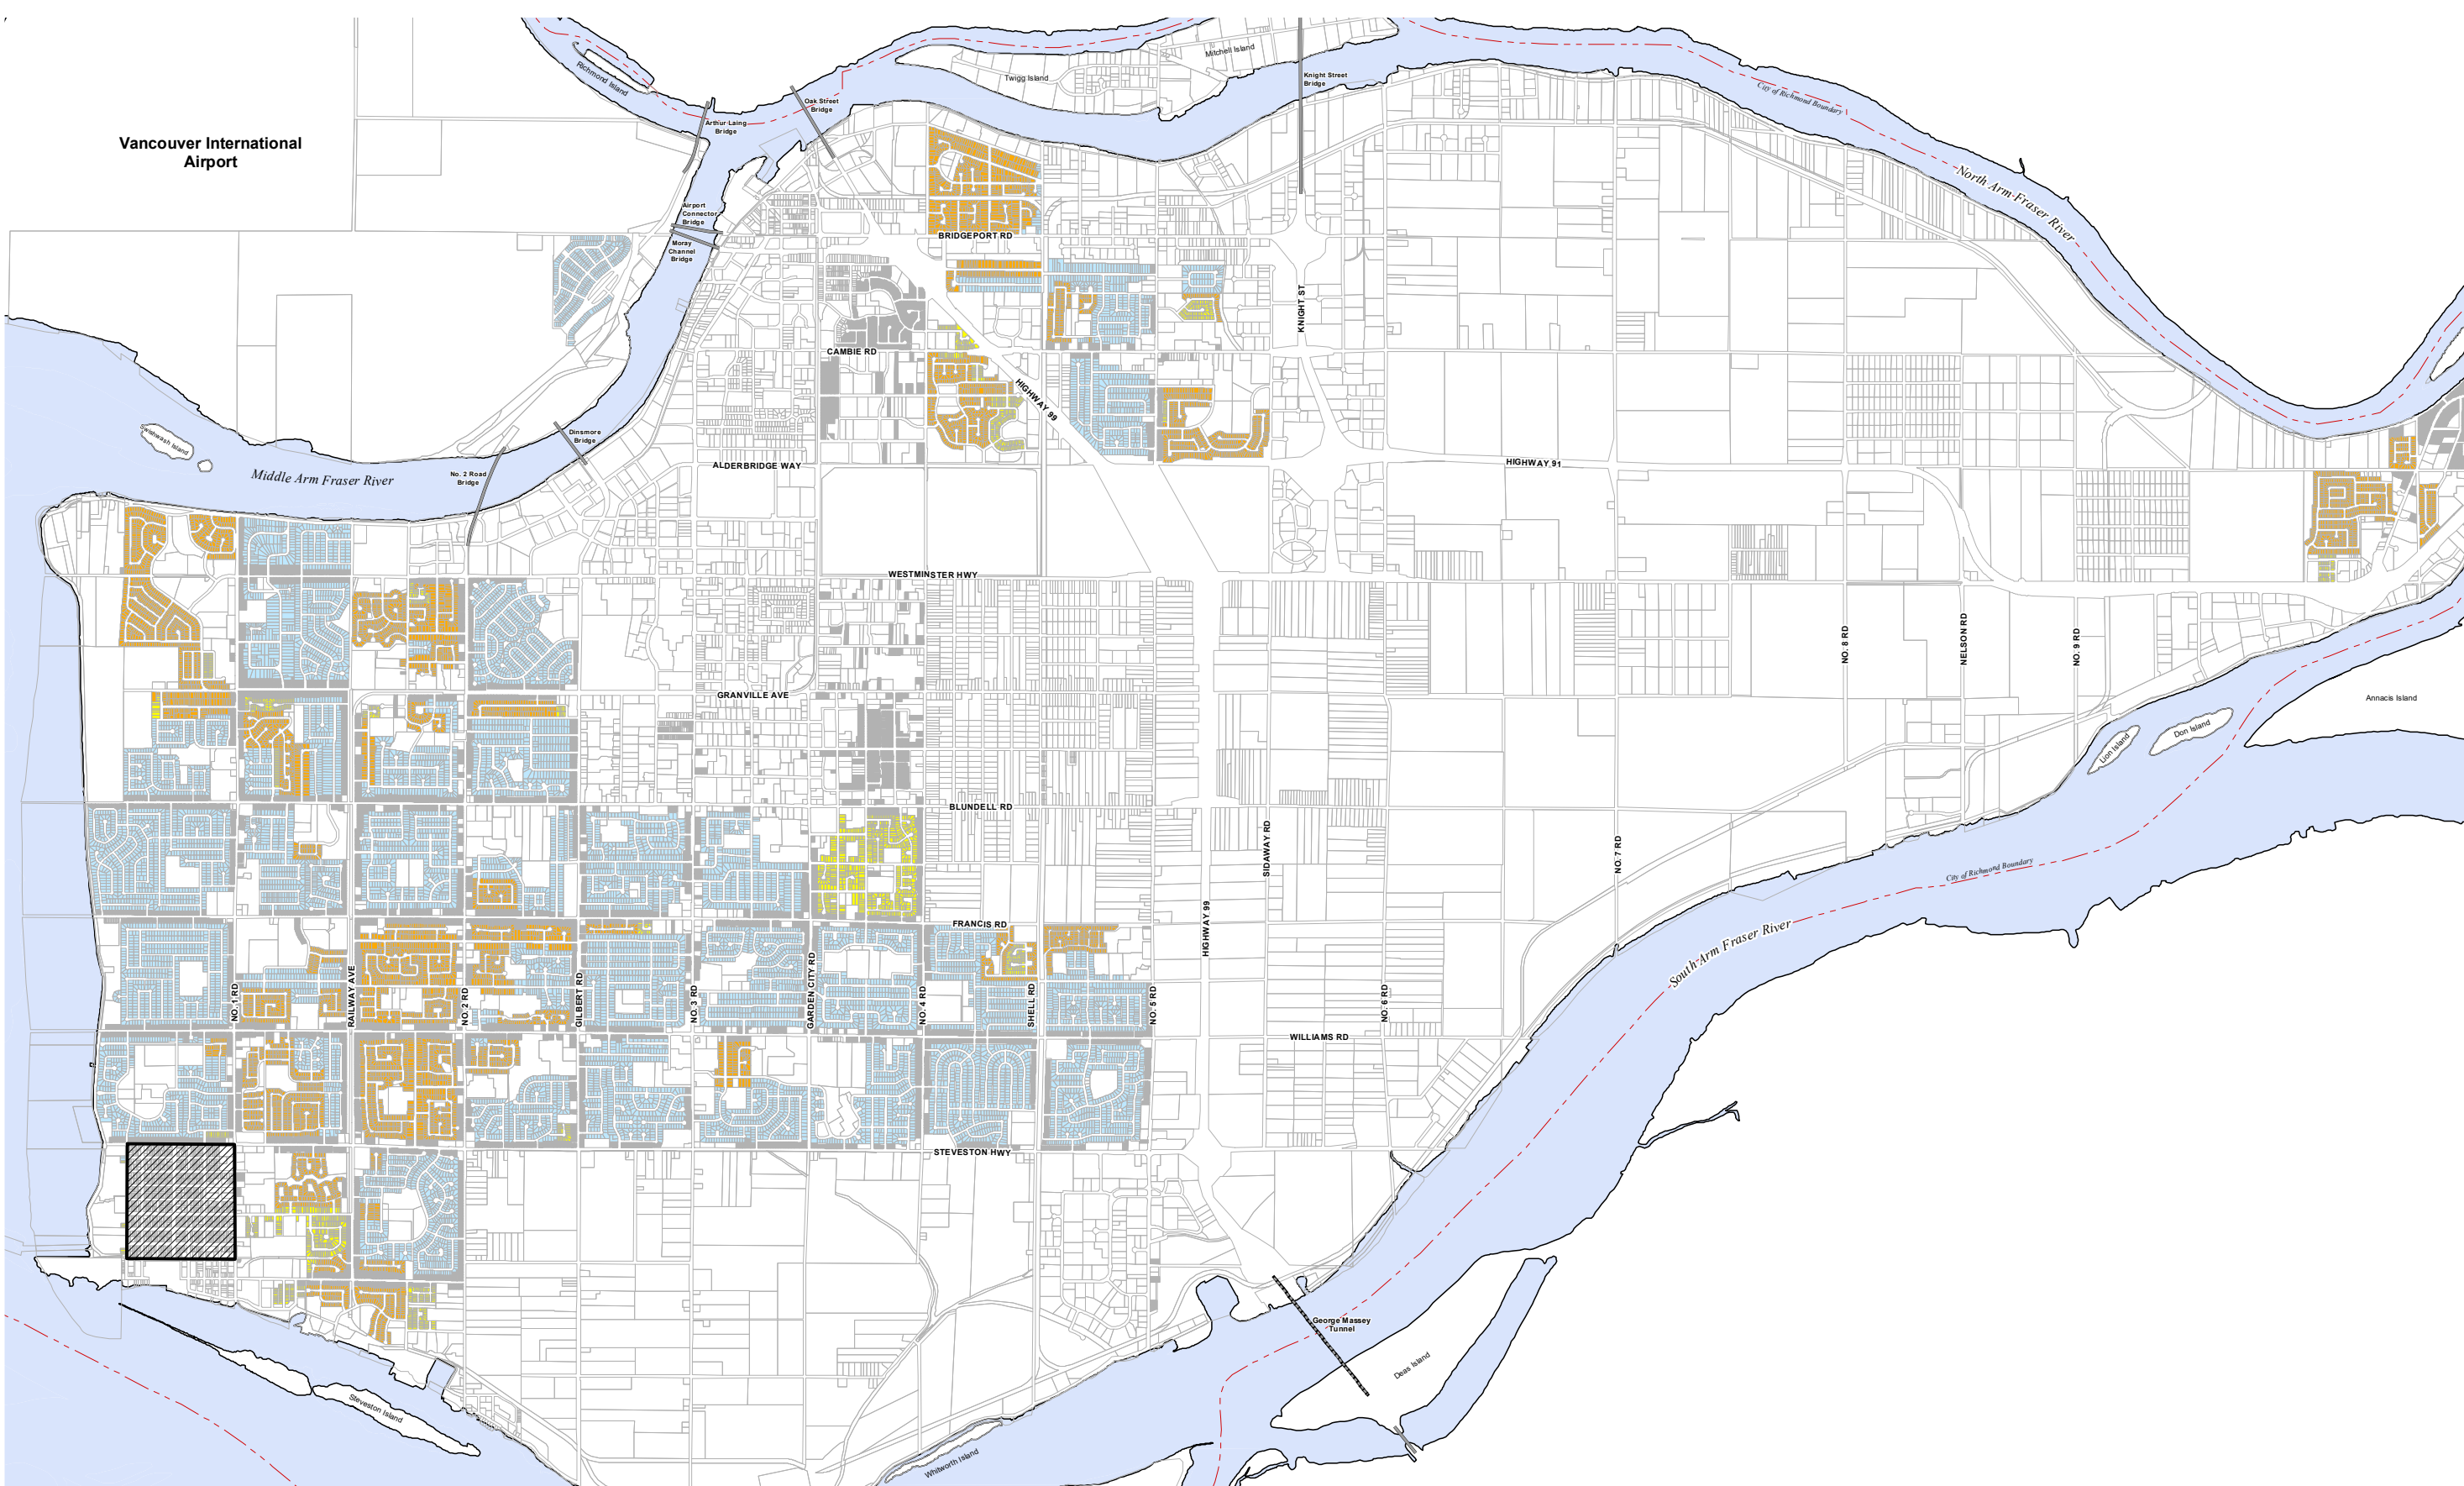 Mitchell Island
Twigg Island
Richmond Island
Knight Street
Bridge
City of Richmond Boundary
Oak Street
Bridge
Arthur Laing
Bridge
Vancouver International
Airport
North Arm Fraser River
Airport
Connector
Bridge
Moray
Channel
Bridge
BRIDGEPORT RD
KNIGHT ST
CAMBIE RD
HIGHWAY 99
Swishwash Island
Dinsmore
Bridge
No. 2 Road
Bridge
Middle Arm Fraser River
ALDERBRIDGE WAY
HIGHWAY 91
WESTMINSTER HWY
NO. 8 RD
NELSON RD
NO. 9 RD
GRANVILLE AVE
Annacis Island
Don Island
Lion Island
BLUNDELL RD
SIDAWAY RD
NO. 7 RD
City of Richmond Boundary
FRANCIS RD
HIGHWAY 99
South Arm Fraser River
NO. 1 RD
RAILWAY AVE
NO. 2 RD
GILBERT RD
NO. 3 RD
GARDEN CITY RD
NO. 4 RD
SHELL RD
NO. 5 RD
NO. 6 RD
WILLIAMS RD
STEVESTON HWY
George Massey
Tunnel
Deas Island
Steveston Island
Whitworth Island